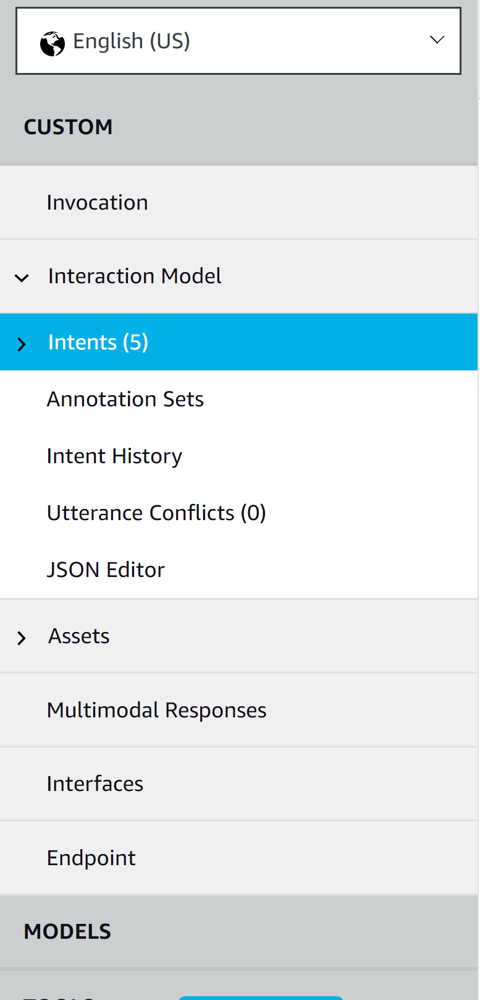 English (US)
CUSTOM
Invocation
Interaction Model
Intents (5)
Annotation Sets
Intent History
Utterance Conflicts (0)
JSON Editor
Assets
Multimodal Responses
Interfaces
Endpoint
MODELS